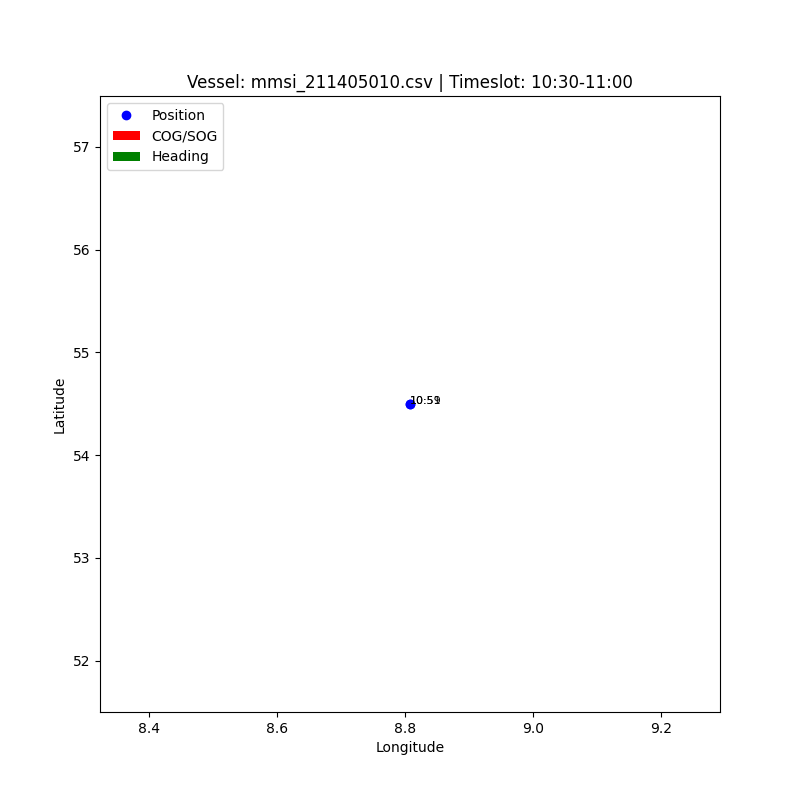 Vessel: mmsi_211405010.csv | Timeslot: 10:30-11:00
Position
COG/SOG
Heading
57
56
55
54
53
52
Latitude
8.4
8.6
8.8
9.0
9.2
Longitude